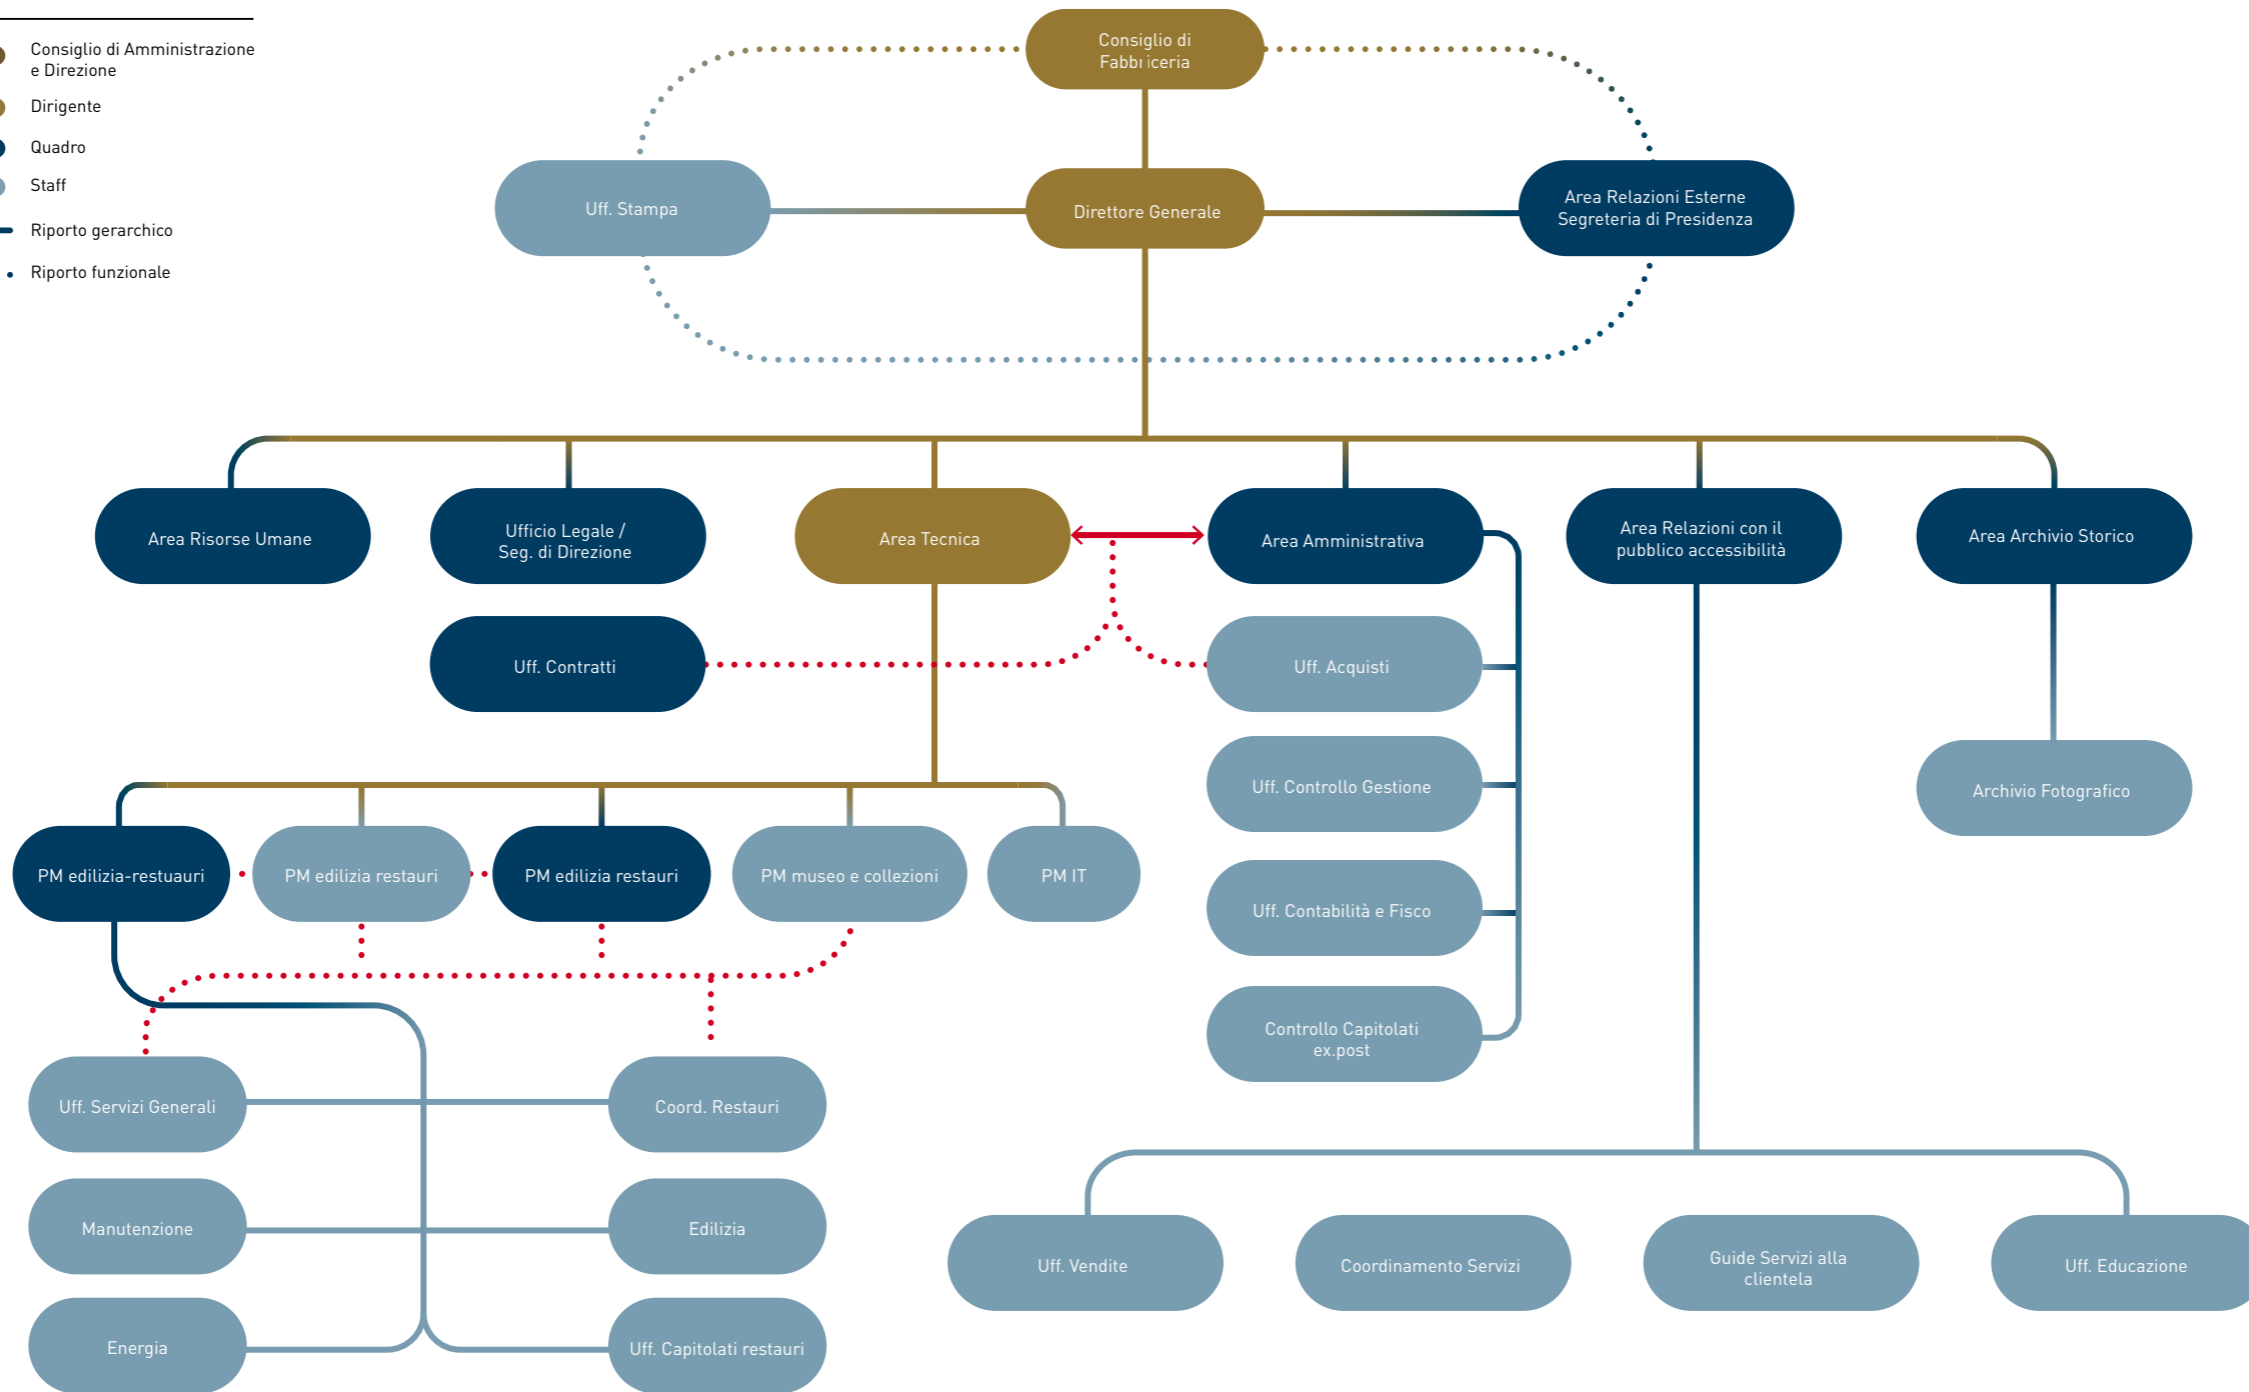 Consiglio di Amministrazione
e Direzione
Dirigente
Quadro
Staff
Riporto gerarchico
Riporto funzionale
Consiglio di
Fabbriceria
Uff. Stampa
Direttore Generale
Area Relazioni Esterne
Segreteria di Presidenza
Area Risorse Umane
Ufficio Legale /
Seg. di Direzione
Area Tecnica
Area Amministrativa
Area Relazioni con il
pubblico accessibilità
Area Archivio Storico
Uff. Contratti
Uff. Acquisti
Uff. Controllo Gestione
Archivio Fotografico
PM edilizia-restuauri
PM edilizia restauri
PM edilizia restauri
PM museo e collezioni
PM IT
Uff. Contabilità e Fisco
Controllo Capitolati
ex.post
Uff. Servizi Generali
Coord. Restauri
Manutenzione
Edilizia
Energia
Uff. Capitolati restauri
Uff. Vendite
Coordinamento Servizi
Guide Servizi alla
clientela
Uff. Educazione